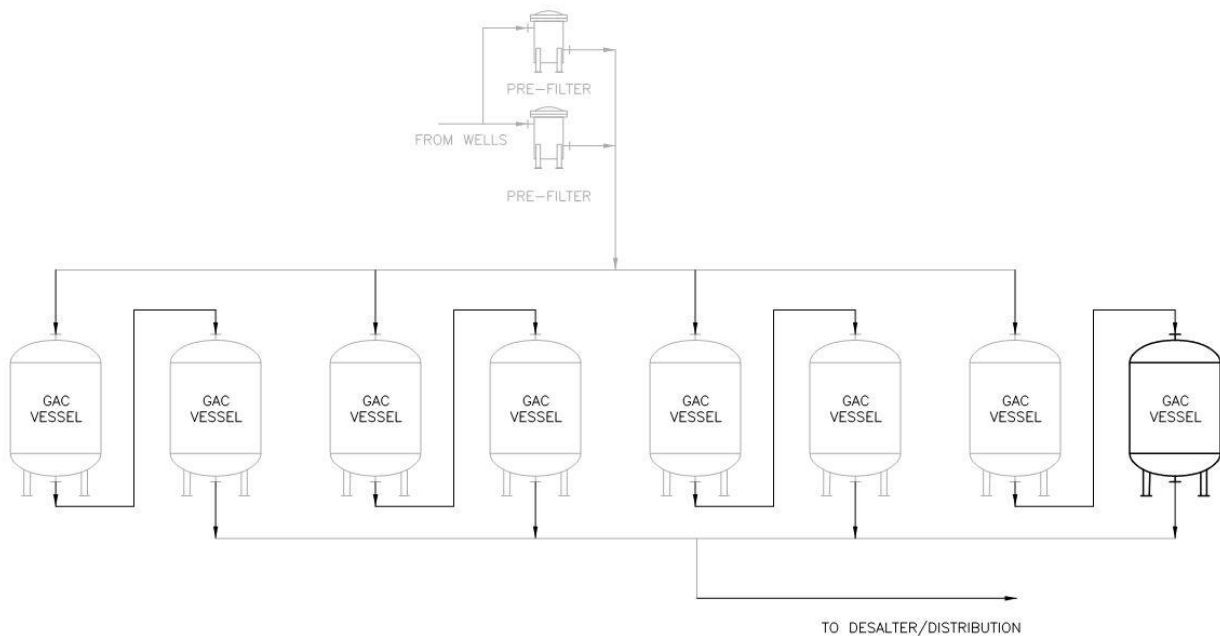 PRE-FILTER
FROM WELLS
PRE-FILTER
GAC
VESSEL
GAC
VESSEL
GAC
VESSEL
GAC
VESSEL
GAC
VESSEL
GAC
VESSEL
GAC
VESSEL
GAC
VESSEL
TO DESALTER/DISTRIBUTION